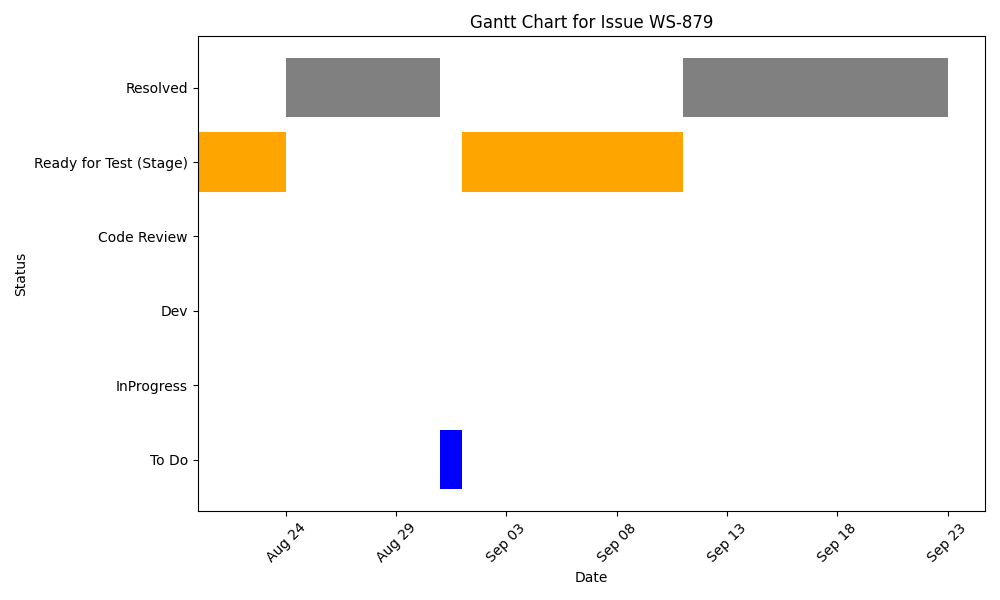 Gantt Chart for Issue WS-879
Resolved
Ready for Test (Stage)
Code Review
Dev
InProgress
To Do
Status
Aug 24
Aug 29
Sep 03
Sep 08
Sep 13
Sep 18
Sep 23
Date